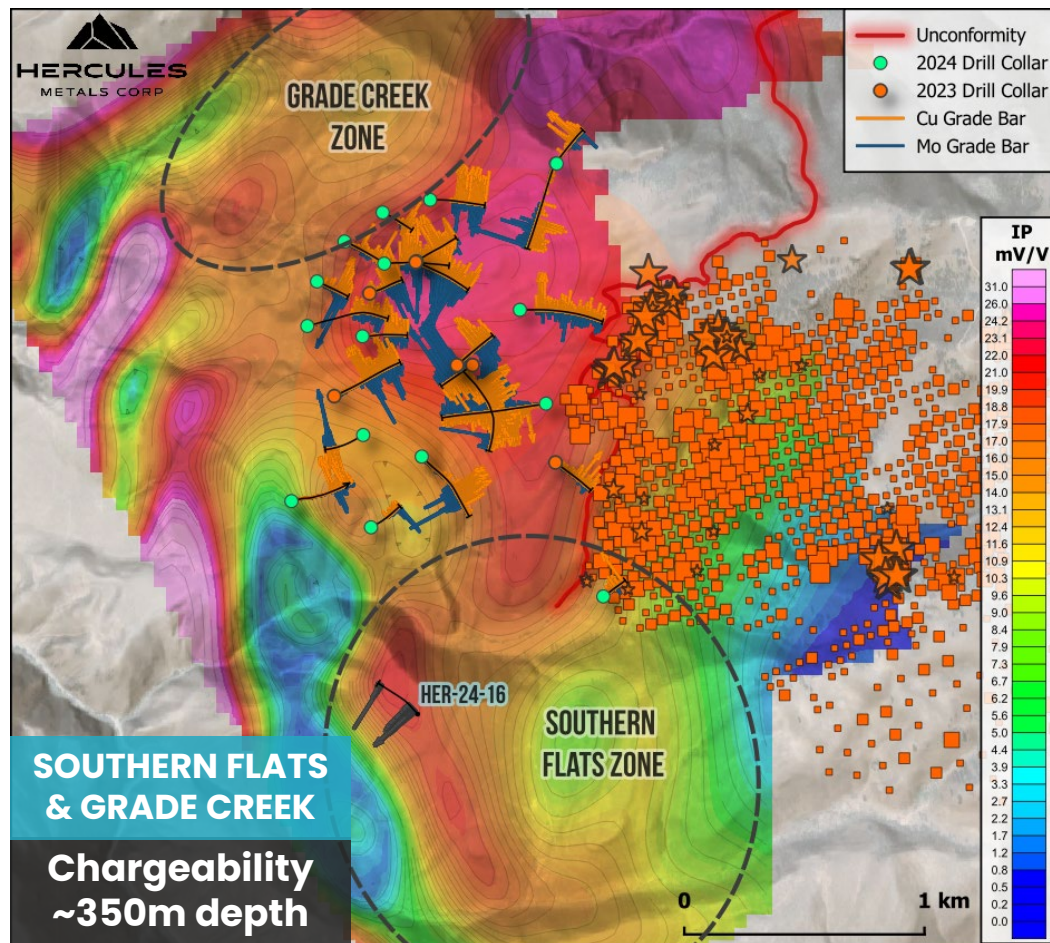 HERCULES
METALS CORP
GRADE CREEK
ZONE
Unconformity
2024 Drill Collar
2023 Drill Collar
Cu Grade Bar
Mo Grade Bar
IP
mV/V
31.0
26.0
24.2
23.1
22.0
21.0
19.9
18.8
17.9
17.0
16.0
15.0
14.0
13.1
12.4
11.6
10.9
10.3
9.6
9.0
8.4
7.9
7.3
6.7
6.2
5.6
5.0
4.4
3.9
3.3
2.7
2.2
1.7
1.2
0.8
0.5
0.2
0.0
HER-24-16
SOUTHERN
FLATS ZONE
SOUTHERN FLATS
& GRADE CREEK
Chargeability
~350m depth
0 1 km